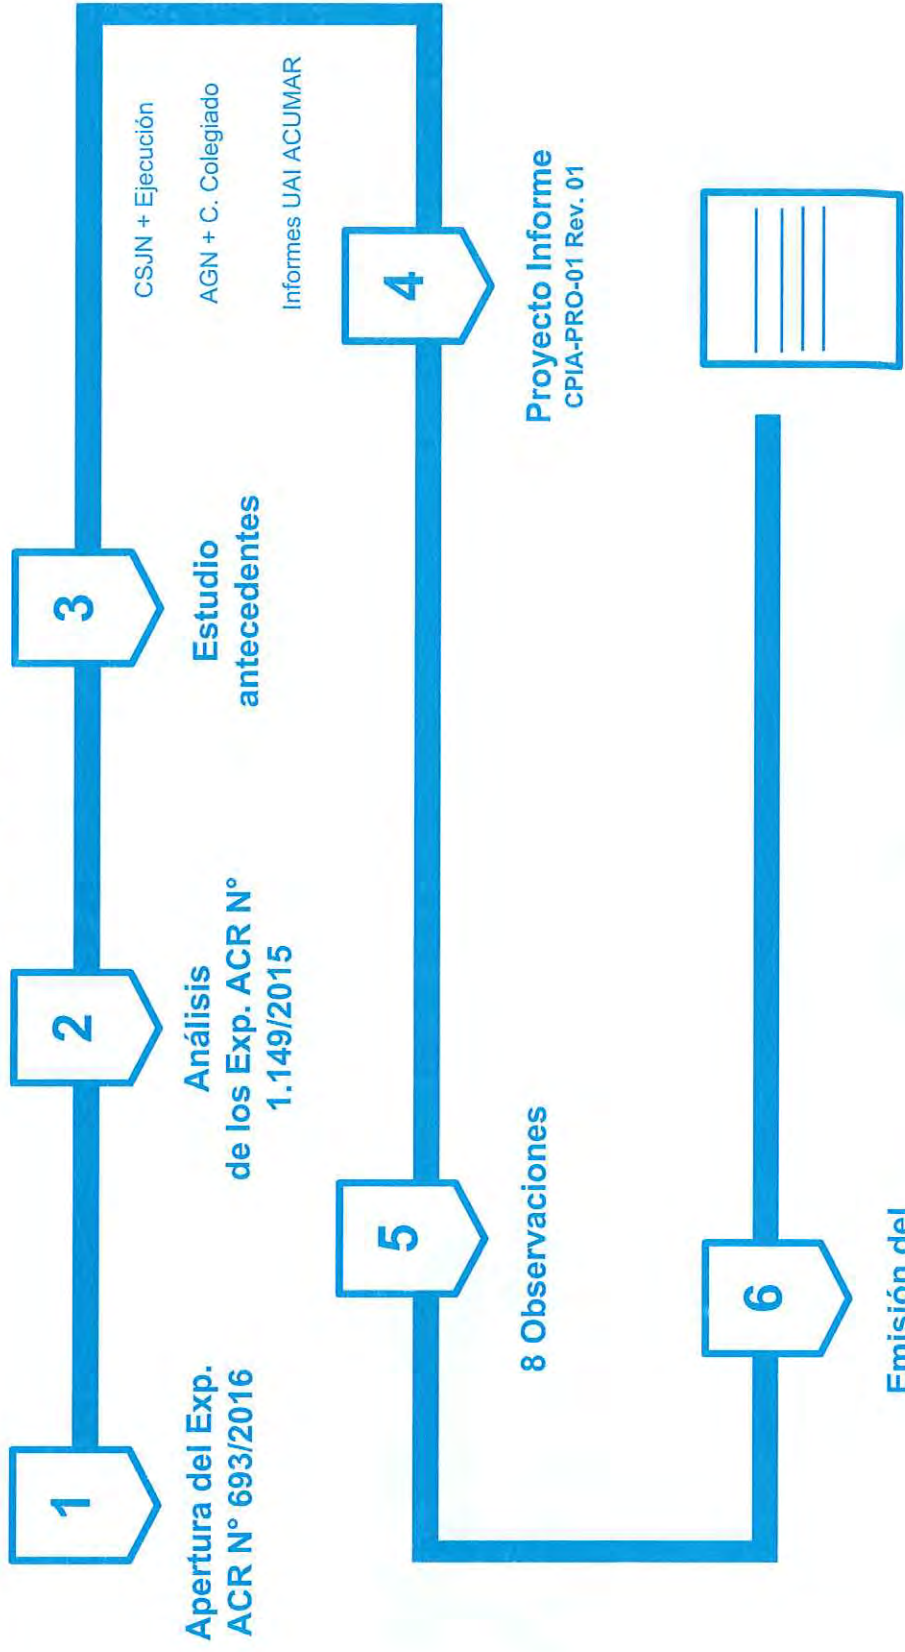 1
Apertura del Exp.
ACR N° 693/2016
2
Análisis
de los Exp. ACR N°
1.149/2015
3
Estudio
antecedentes
CSJN + Ejecución
AGN + C. Colegiado
Informes UAI ACUMAR
4
Proyecto Informe
CPIA-PRO-01 Rev. 01
5
8 Observaciones
6
Emisión del